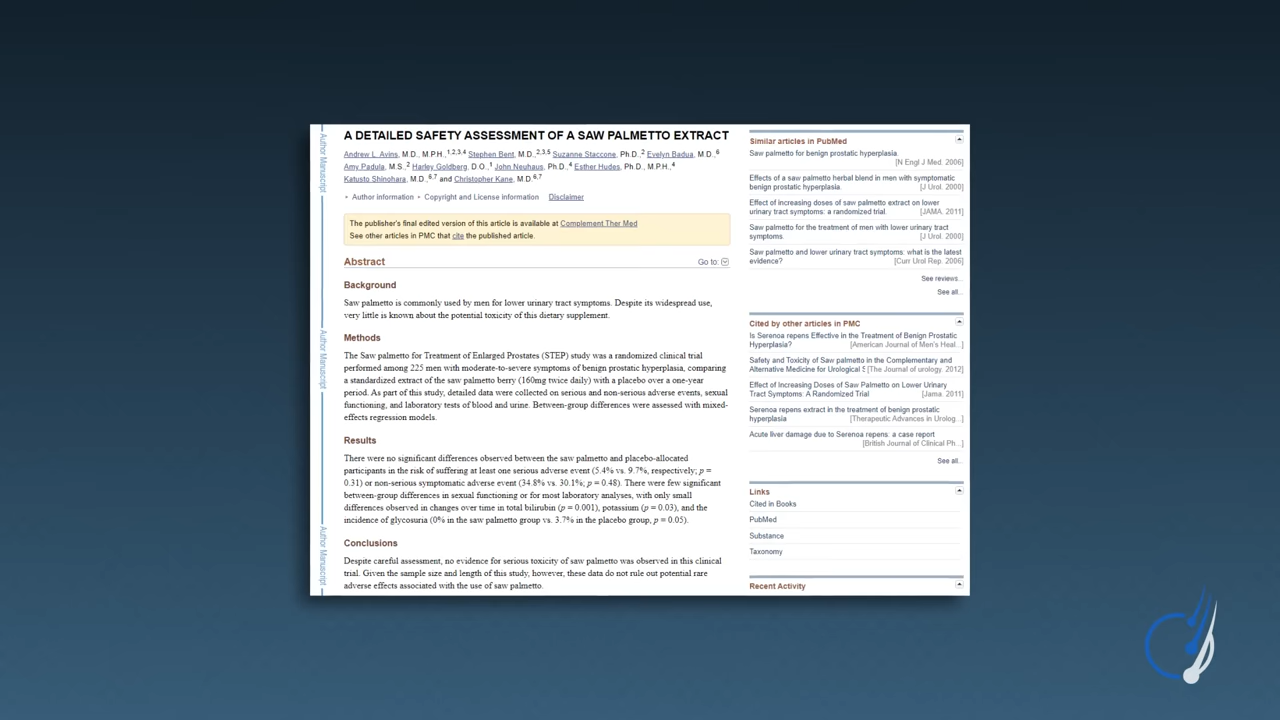 A DETAILED SAFETY ASSESSMENT OF A SAW PALMETTO EXTRACT
Andrew L. Avins, M.D., M.P.H.,1,2,3,4 Stephen Bent, M.D.,2,3,5 Suzanne Staccone, Ph.D.,2 Evelyn Badua, M.D.,6
Amy Padula, M.S.,2 Harley Goldberg, D.O.,1 John Neuhaus, Ph.D.,4 Esther Hudes, Ph.D., M.P.H.,4
Katusto Shinohara, M.D.,6,7 and Christopher Kane, M.D.6,7
Author information Copyright and License information Disclaimer
The publisher's final edited version of this article is available at Complement Ther Med
See other articles in PMC that cite the published article.
Abstract Go to:
Background
Saw palmetto is commonly used by men for lower urinary tract symptoms. Despite its widespread use,
very little is known about the potential toxicity of this dietary supplement.
Methods
The Saw palmetto for Treatment of Enlarged Prostates (STEP) study was a randomized clinical trial
performed among 225 men with moderate-to-severe symptoms of benign prostatic hyperplasia, comparing
a standardized extract of the saw palmetto berry (160mg twice daily) with a placebo over a one-year
period. As part of this study, detailed data were collected on serious and non-serious adverse events, sexual
functioning, and laboratory tests of blood and urine. Between-group differences were assessed with mixed-
effects regression models.
Results
There were no significant differences observed between the saw palmetto and placebo-allocated
participants in the risk of suffering at least one serious adverse event (5.4% vs. 9.7%, respectively; p =
0.31) or non-serious symptomatic adverse event (34.8% vs. 30.1%; p = 0.48). There were few significant
between-group differences in sexual functioning or for most laboratory analyses, with only small
differences observed in changes over time in total bilirubin (p = 0.001), potassium (p = 0.03), and the
incidence of glycosuria (0% in the saw palmetto group vs. 3.7% in the placebo group, p = 0.05).
Conclusions
Despite careful assessment, no evidence for serious toxicity of saw palmetto was observed in this clinical
trial. Given the sample size and length of this study, however, these data do not rule out potential rare
adverse effects associated with the use of saw palmetto.
Author Manuscript
Author Manuscript
Author Manuscript
Similar articles in PubMed
Saw palmetto for benign prostatic hyperplasia.
[N Engl J Med. 2006]
Effects of a saw palmetto herbal blend in men with symptomatic
benign prostatic hyperplasia. [J Urol. 2000]
Effect of increasing doses of saw palmetto extract on lower
urinary tract symptoms: a randomized trial. [JAMA. 2011]
Saw palmetto for the treatment of men with lower urinary tract
symptoms. [J Urol. 2000]
Saw palmetto and lower urinary tract symptoms: what is the latest
evidence? [Curr Urol Rep. 2006]
See reviews...
See all...
Cited by other articles in PMC
Is Serenoa repens Effective in the Treatment of Benign Prostatic
Hyperplasia? [American Journal of Men's Heal...]
Safety and Toxicity of Saw palmetto in the Complementary and
Alternative Medicine for Urological S [The Journal of urology. 2012]
Effect of Increasing Doses of Saw Palmetto on Lower Urinary
Tract Symptoms: A Randomized Trial [Jama. 2011]
Serenoa repens extract in the treatment of benign prostatic
hyperplasia [Therapeutic Advances in Urolog...]
Acute liver damage due to Serenoa repens: a case report
[British Journal of Clinical Ph...]
See all...
Links
Cited in Books
PubMed
Substance
Taxonomy
Recent Activity